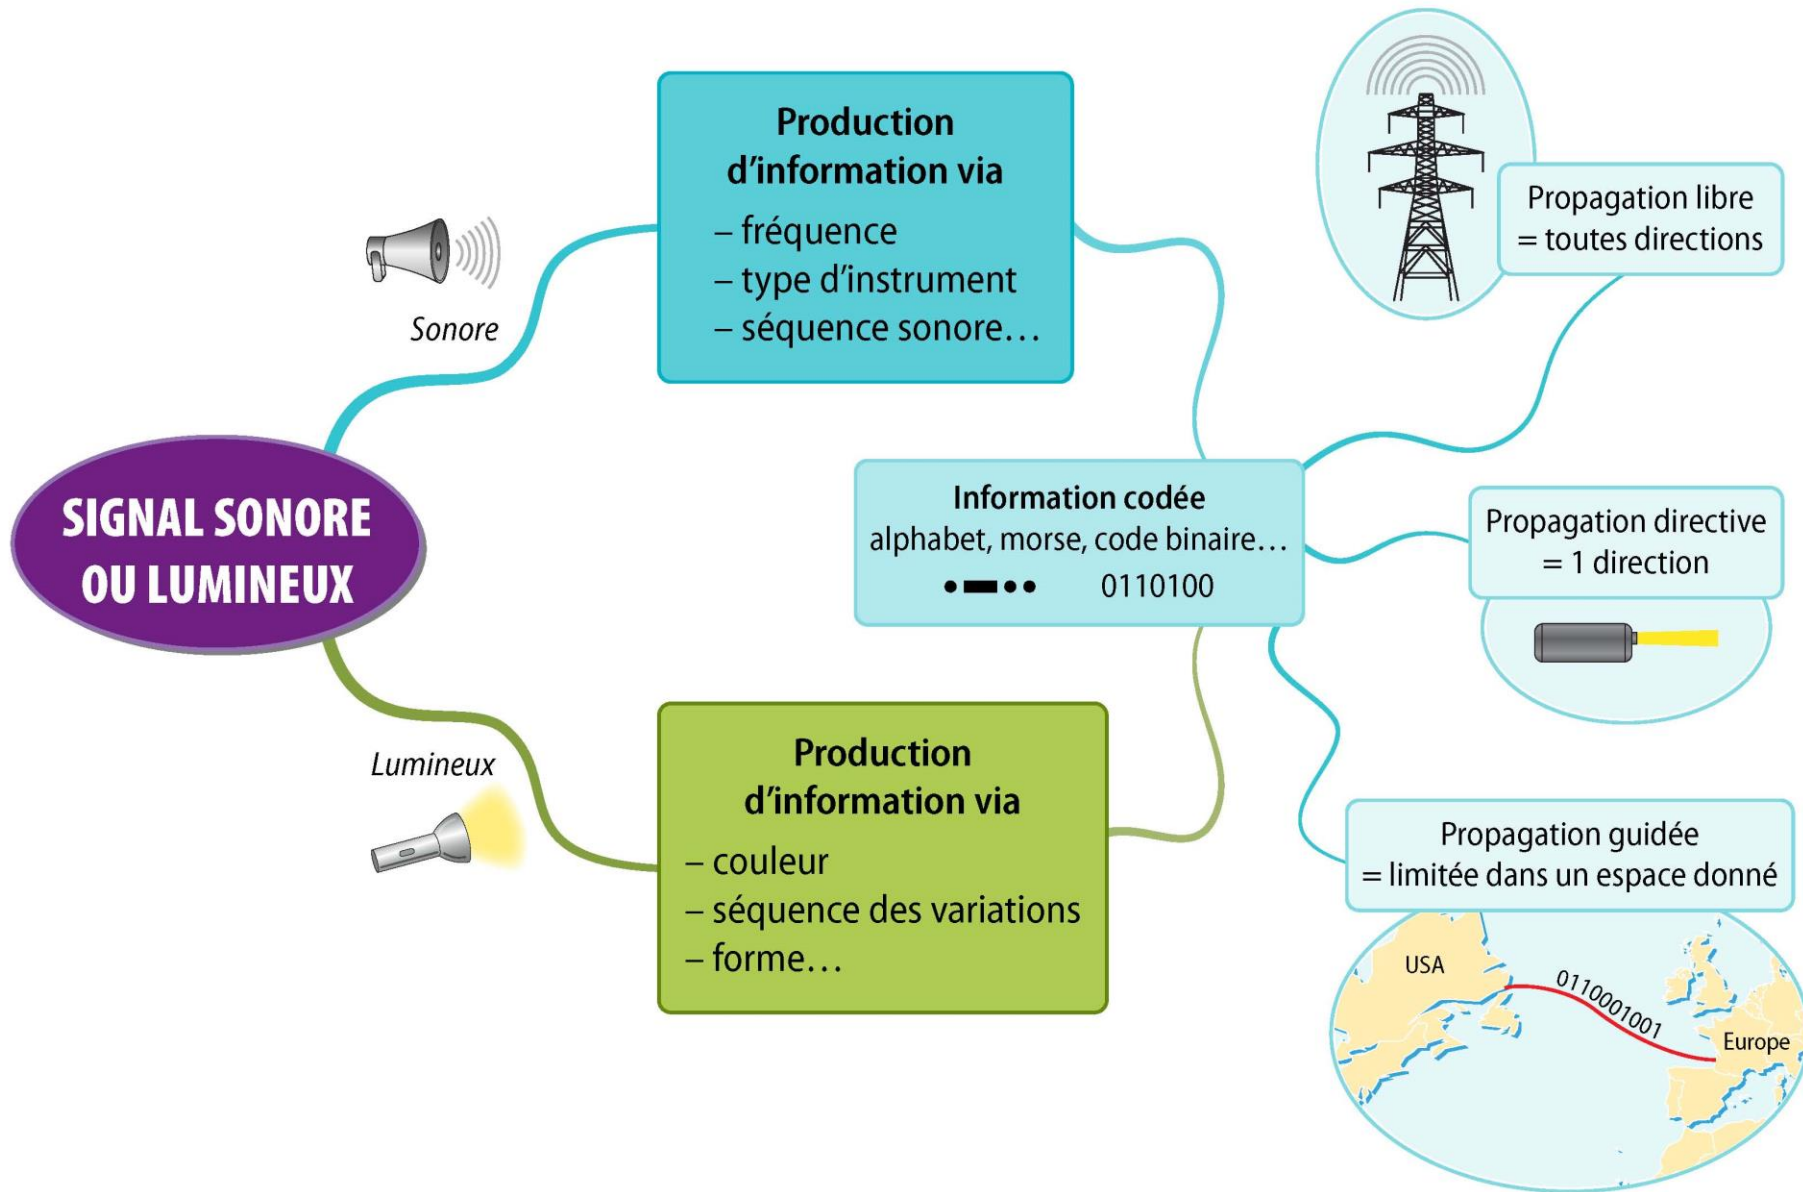 Production
d'information via
– fréquence
– type d'instrument
– séquence sonore…
Sonore
SIGNAL SONORE
OU LUMINEUX
Lumineux
Production
d'information via
– couleur
– séquence des variations
– forme…
Information codée
alphabet, morse, code binaire…
0110100
Propagation libre
= toutes directions
Propagation directive
= 1 direction
Propagation guidée
= limitée dans un espace donné
USA
0110001001
Europe